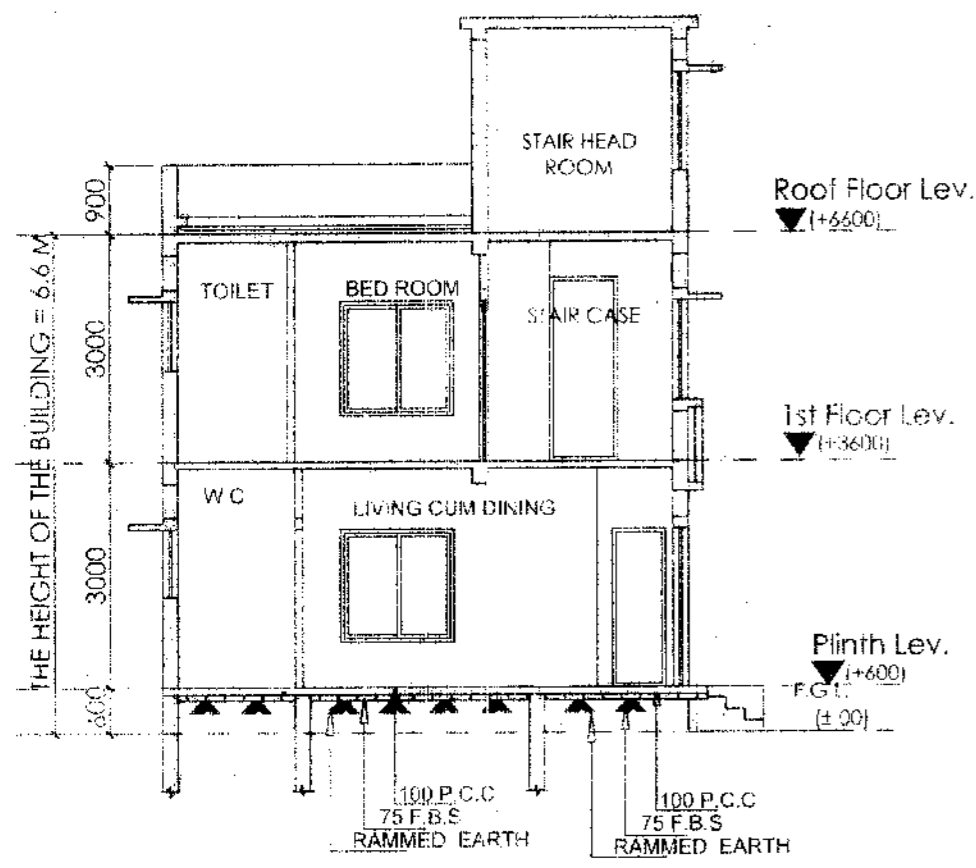 STAIR HEAD
ROOM
900
Roof Floor Lev.
(+6600)
TOILET
BED ROOM
STAIR CASE
3000
THE HEIGHT OF THE BUILDING = 6.6 M
1st Floor Lev.
(+3600)
W C
LIVING CUM DINING
3000
Plinth Lev.
(+600)
F.G.L.
(± 00)
600
100 P.C.C
75 F.B.S
RAMMED EARTH
100 P.C.C
75 F.B.S
RAMMED EARTH